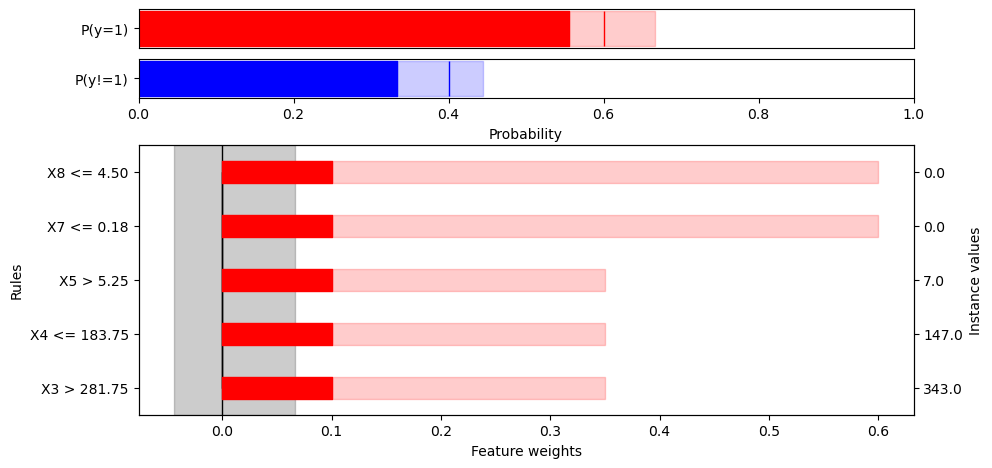 P(y=1)
P(y!=1)
0.0 0.2 0.4 0.6 0.8 1.0
Probability
X8 <= 4.50 0.0
X7 <= 0.18 0.0
X5 > 5.25 7.0
X4 <= 183.75 147.0
X3 > 281.75 343.0
Rules
Instance values
0.0 0.1 0.2 0.3 0.4 0.5 0.6
Feature weights